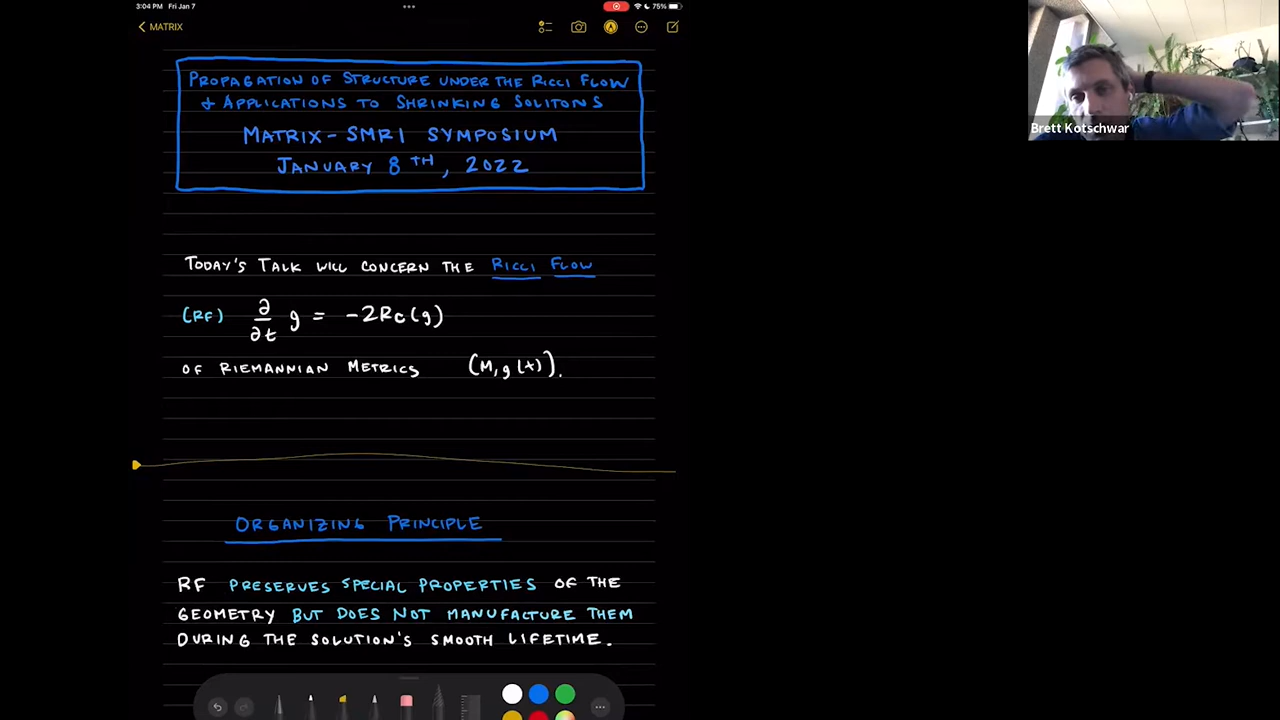 3:04 PM Fri Jan 7
75%
MATRIX
PROPAGATION OF STRUCTURE UNDER THE RICCI FLOW
& APPLICATIONS TO SHRINKING SOLITONS
MATRIX-SMRI SYMPOSIUM
JANUARY 8TH, 2022
TODAY'S TALK WILL CONCERN THE RICCI FLOW
(RF) ∂/∂t g = -2Rc(g)
OF RIEMANNIAN METRICS (M, g(t)).
ORGANIZING PRINCIPLE
RF PRESERVES SPECIAL PROPERTIES OF THE
GEOMETRY BUT DOES NOT MANUFACTURE THEM
DURING THE SOLUTION'S SMOOTH LIFETIME.
Brett Kotschwar